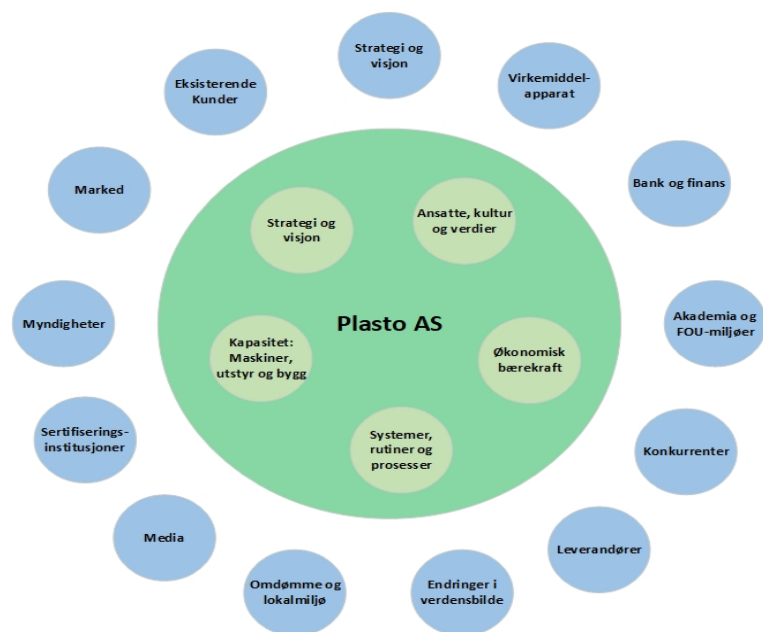 Strategi og
visjon
Eksisterende
Kunder
Virkemiddel-
apparat
Marked
Bank og finans
Strategi og
visjon
Ansatte, kultur
og verdier
Myndigheter
Plasto AS
Akademia og
FOU-miljøer
Kapasitet:
Maskiner,
utstyr og bygg
Økonomisk
bærekraft
Sertifiserings-
institusjoner
Systemer,
rutiner og
prosesser
Konkurrenter
Media
Leverandører
Omdømme og
lokalmiljø
Endringer i
verdensbilde